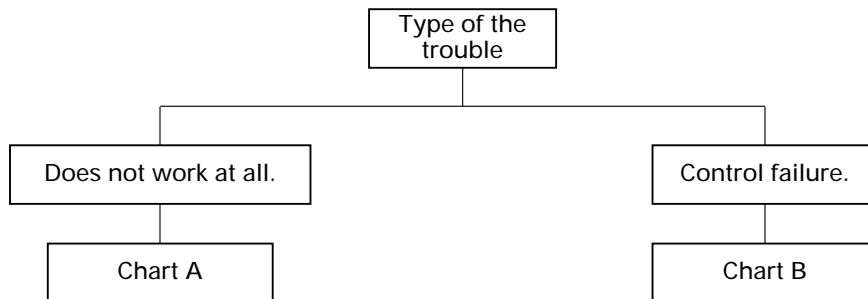 Type of the
trouble
Does not work at all.
Control failure.
Chart A
Chart B